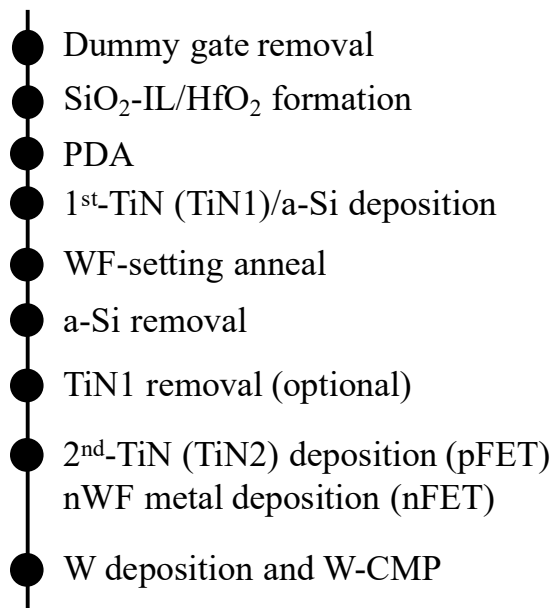 Dummy gate removal
SiO₂-IL/HfO₂ formation
PDA
1ˢᵗ-TiN (TiN1)/a-Si deposition
WF-setting anneal
a-Si removal
TiN1 removal (optional)
2ⁿᵈ-TiN (TiN2) deposition (pFET)
nWF metal deposition (nFET)
W deposition and W-CMP